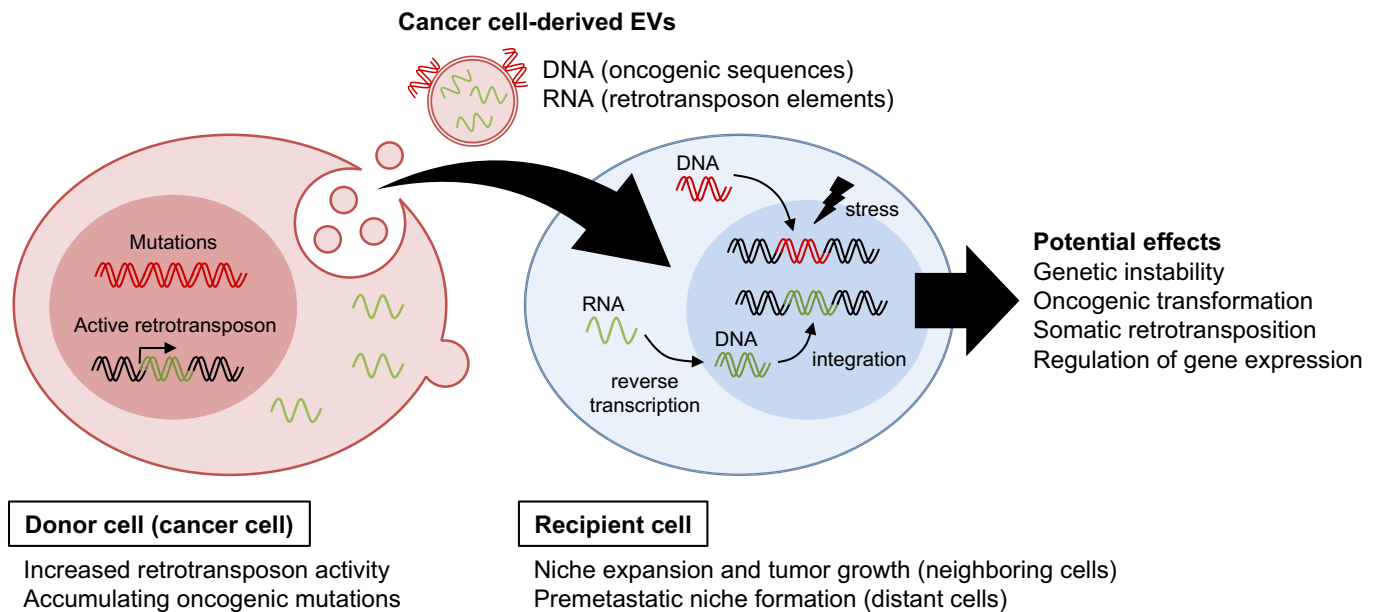 Cancer cell-derived EVs
DNA (oncogenic sequences)
RNA (retrotransposon elements)
Mutations
Active retrotransposon
DNA
stress
RNA
DNA
reverse
transcription
integration
Potential effects
Genetic instability
Oncogenic transformation
Somatic retrotransposition
Regulation of gene expression
Donor cell (cancer cell)
Increased retrotransposon activity
Accumulating oncogenic mutations
Recipient cell
Niche expansion and tumor growth (neighboring cells)
Premetastatic niche formation (distant cells)